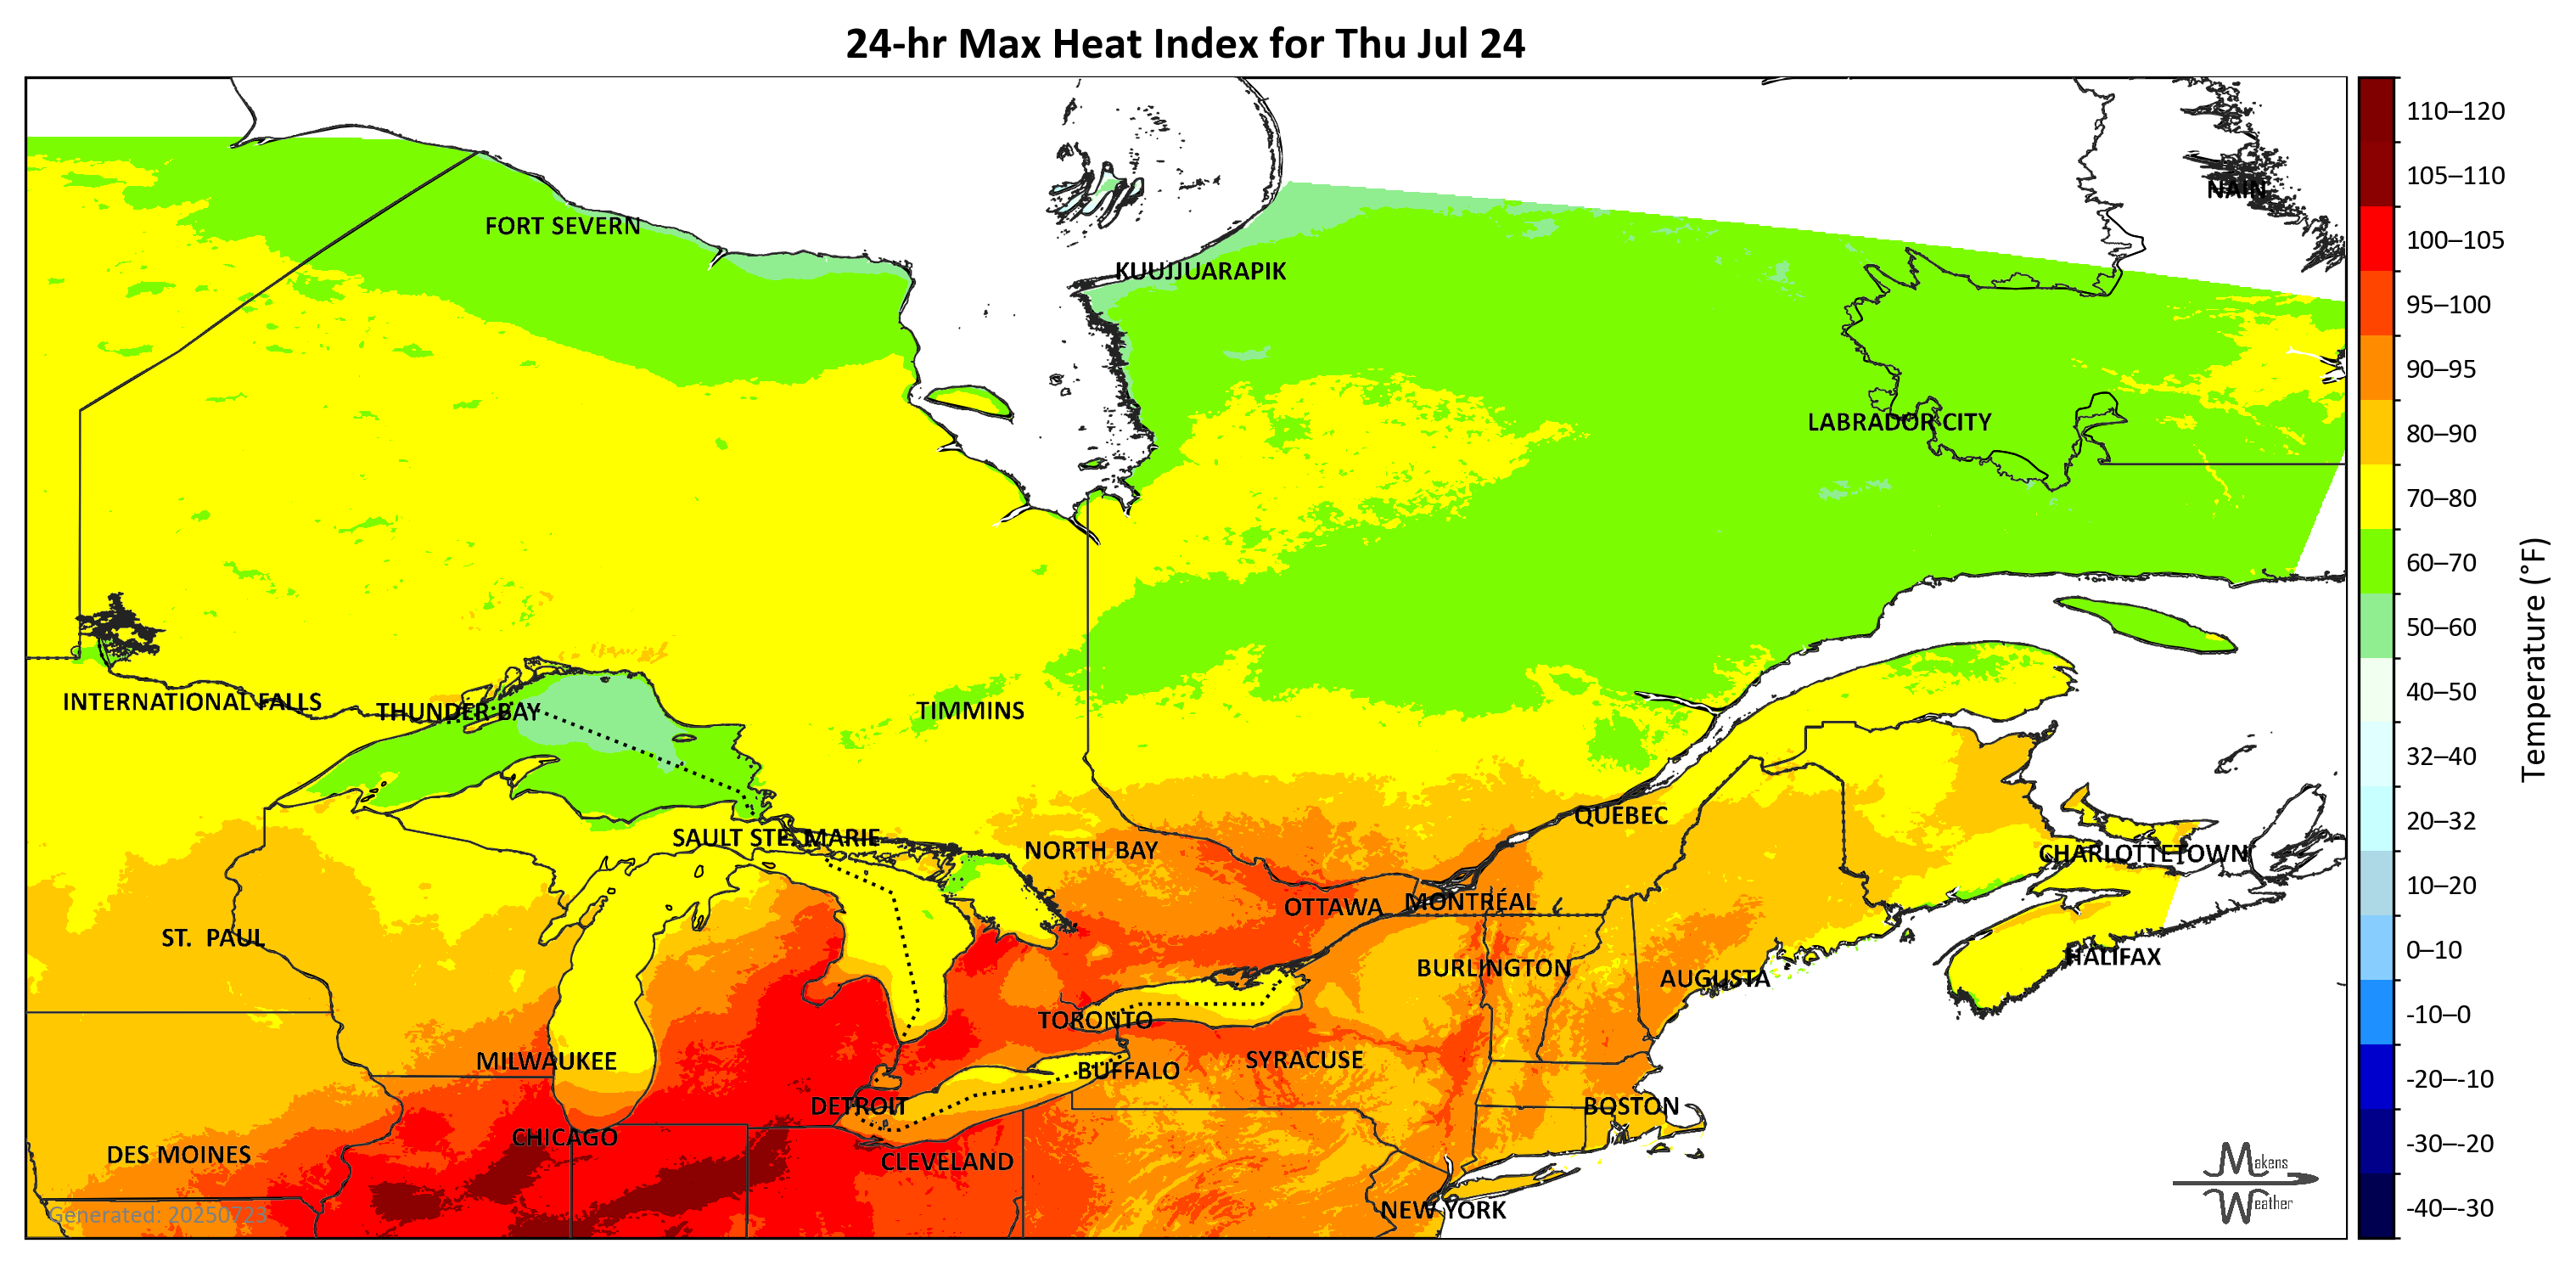 24-hr Max Heat Index for Thu Jul 24
NAIN
FORT SEVERN
KUUJJUARAPIK
LABRADOR CITY
INTERNATIONAL FALLS
THUNDER BAY
TIMMINS
QUEBEC
SAULT STE. MARIE
NORTH BAY
CHARLOTTETOWN
OTTAWA
MONTRÉAL
ST. PAUL
HALIFAX
BURLINGTON
AUGUSTA
TORONTO
MILWAUKEE
SYRACUSE
BUFFALO
DETROIT
BOSTON
CHICAGO
DES MOINES
CLEVELAND
NEW YORK
Generated: 20250723
Makens
Weather
110–120
105–110
100–105
95–100
90–95
80–90
70–80
60–70
50–60
40–50
32–40
20–32
10–20
0–10
-10–0
-20–-10
-30–-20
-40–-30
Temperature (°F)